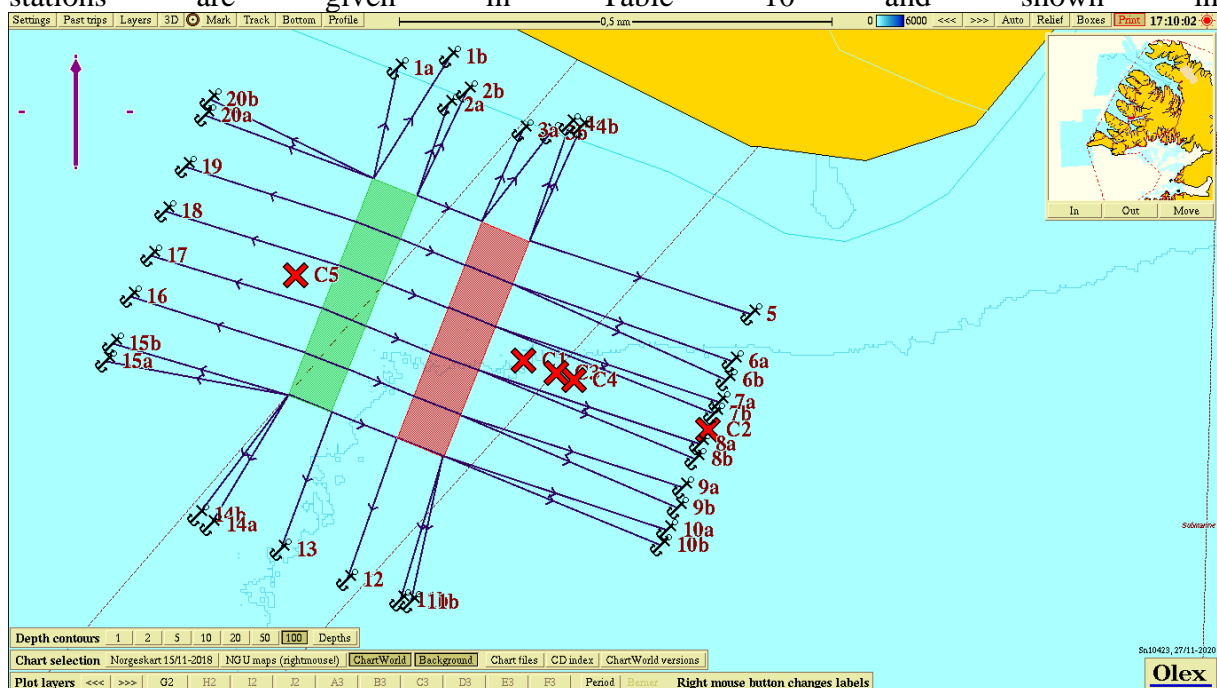 stations are given in Table 10 and shown in
Settings Past trips Layers 3D Mark Track Bottom Profile 0,5 nm 0 6000 <<< >>> Auto Relief Boxes Print 17:10:02
In Out Move
1a
1b
2a
2b
3a
4b
20b
20a
19
18
17
16
15b
15a
C5
C1
C3
C4
C2
5
6a
6b
7a
7b
8a
8b
9a
9b
10a
10b
14b
14a
13
12
11b
Submarine
Depth contours 1 2 5 10 20 50 100 Depths
Chart selection Norgeskart 15/11-2018 NGU maps (rightmouse!) ChartWorld Background Chart files CD index ChartWorld versions
Plot layers <<< >>> G2 H2 I2 J2 A3 B3 C3 D3 E3 F3 Period Bemer Right mouse button changes labels
Sn10423, 27/11-2020
Olex